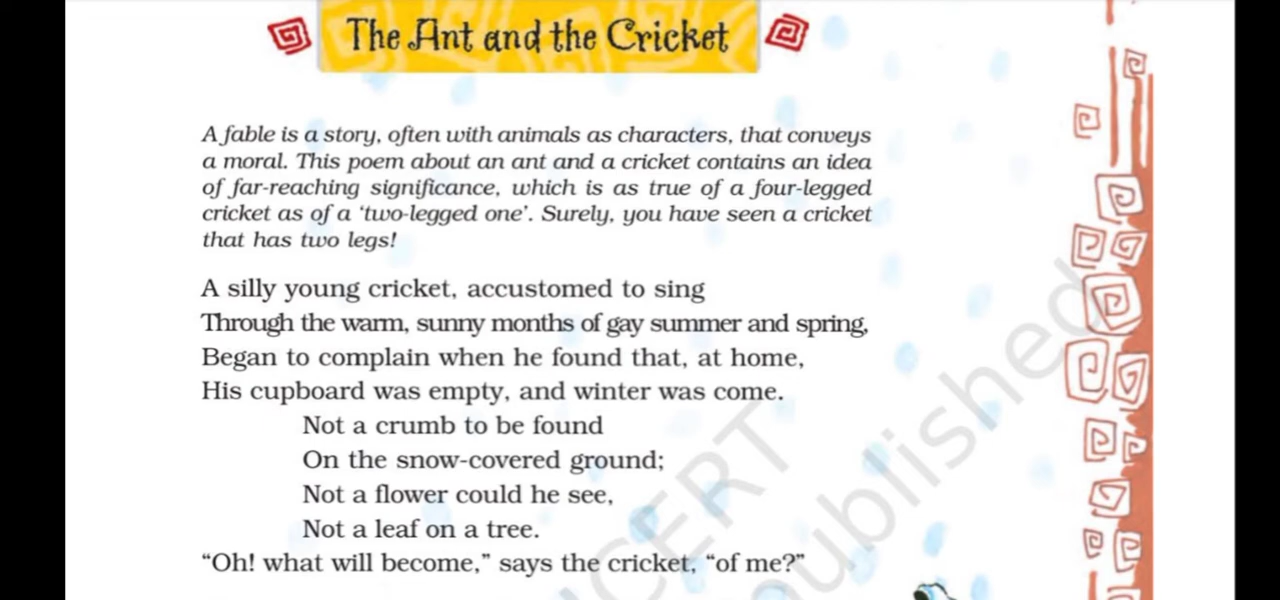 The Ant and the Cricket
A fable is a story, often with animals as characters, that conveys
a moral. This poem about an ant and a cricket contains an idea
of far-reaching significance, which is as true of a four-legged
cricket as of a ‘two-legged one’. Surely, you have seen a cricket
that has two legs!
A silly young cricket, accustomed to sing
Through the warm, sunny months of gay summer and spring,
Began to complain when he found that, at home,
His cupboard was empty, and winter was come.
Not a crumb to be found
On the snow-covered ground;
Not a flower could he see,
Not a leaf on a tree.
“Oh! what will become,” says the cricket, “of me?”
NCERT
published